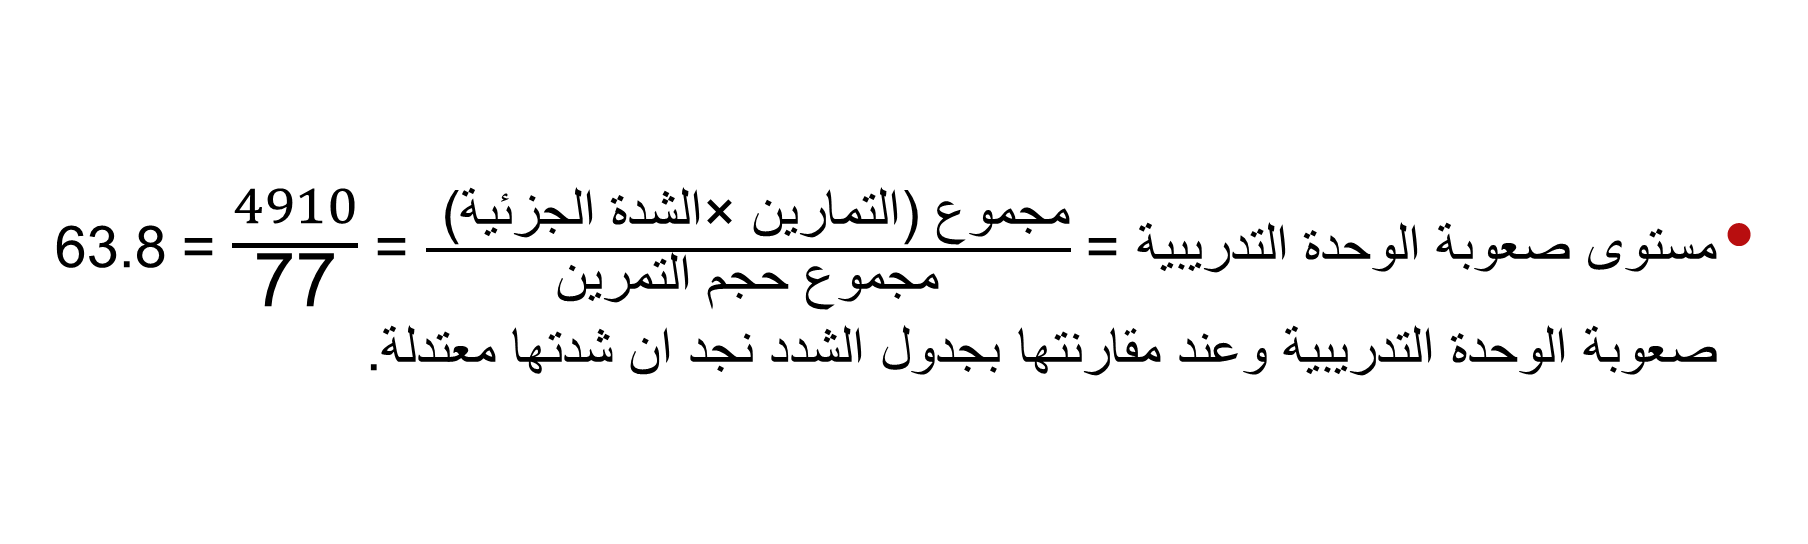 • مستوى صعوبة الوحدة التدريبية = مجموع (التمارين ×الشدة الجزئية) / مجموع حجم التمرين = 4910 / 77 = 63.8
صعوبة الوحدة التدريبية وعند مقارنتها بجدول الشدد نجد ان شدتها معتدلة.